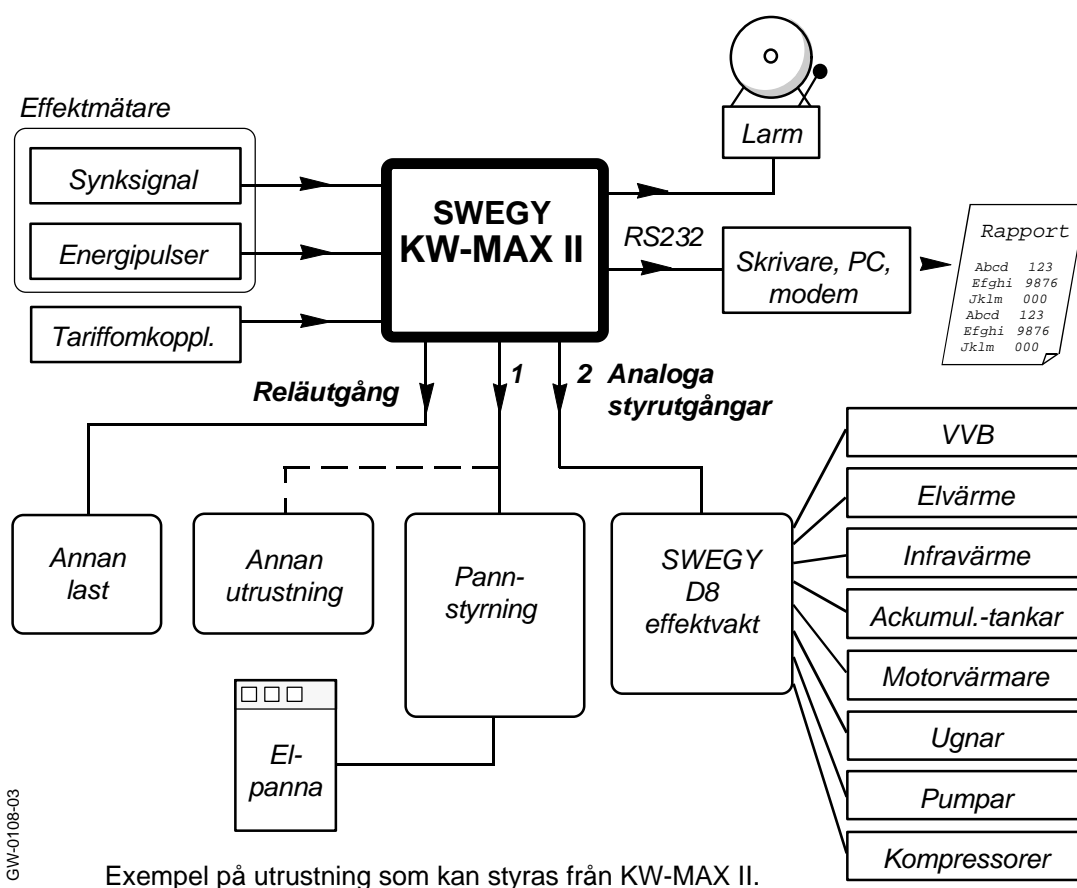 Effektmätare
Synksignal
Energipulser
Tariffomkoppl.
SWEGY
KW-MAX II
Larm
RS232
Skrivare, PC,
modem
Rapport
Abcd 123
Efghi 9876
Jklm 000
Abcd 123
Efghi 9876
Jklm 000
Reläutgång
1
2 Analoga
styrutgångar
Annan
last
Annan
utrustning
Pann-
styrning
SWEGY
D8
effektvakt
El-
panna
VVB
Elvärme
Infravärme
Ackumul.-tankar
Motorvärmare
Ugnar
Pumpar
Kompressorer
GW-0108-03
Exempel på utrustning som kan styras från KW-MAX II.